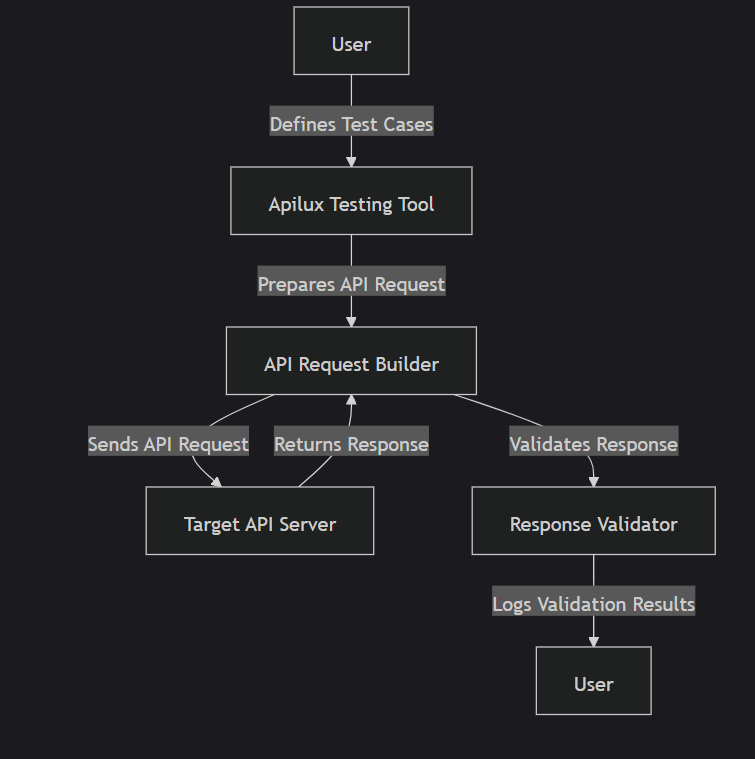 User
Defines Test Cases
Apilux Testing Tool
Prepares API Request
API Request Builder
Sends API Request
Returns Response
Validates Response
Target API Server
Response Validator
Logs Validation Results
User